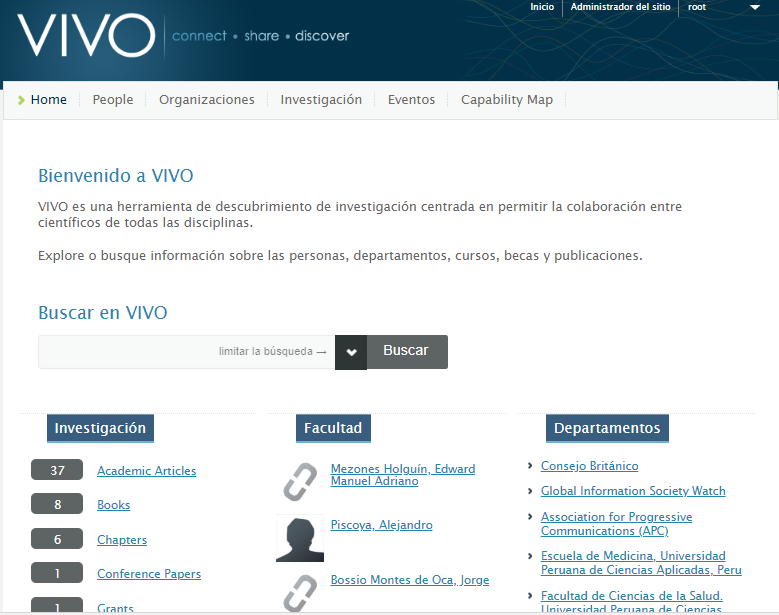 Inicio Administrador del sitio root
VIVO connect • share • discover
Home People Organizaciones Investigación Eventos Capability Map
Bienvenido a VIVO
VIVO es una herramienta de descubrimiento de investigación centrada en permitir la colaboración entre
científicos de todas las disciplinas.
Explore o busque información sobre las personas, departamentos, cursos, becas y publicaciones.
Buscar en VIVO
limitar la búsqueda → Buscar
Investigación
37 Academic Articles
8 Books
6 Chapters
1 Conference Papers
1 Grants
Facultad
Mezones Holguín, Edward
Manuel Adriano
Piscoya, Alejandro
Bossio Montes de Oca, Jorge
Departamentos
Consejo Británico
Global Information Society Watch
Association for Progressive
Communications (APC)
Escuela de Medicina, Universidad
Peruana de Ciencias Aplicadas, Peru
Facultad de Ciencias de la Salud.
Universidad Peruana de Ciencias